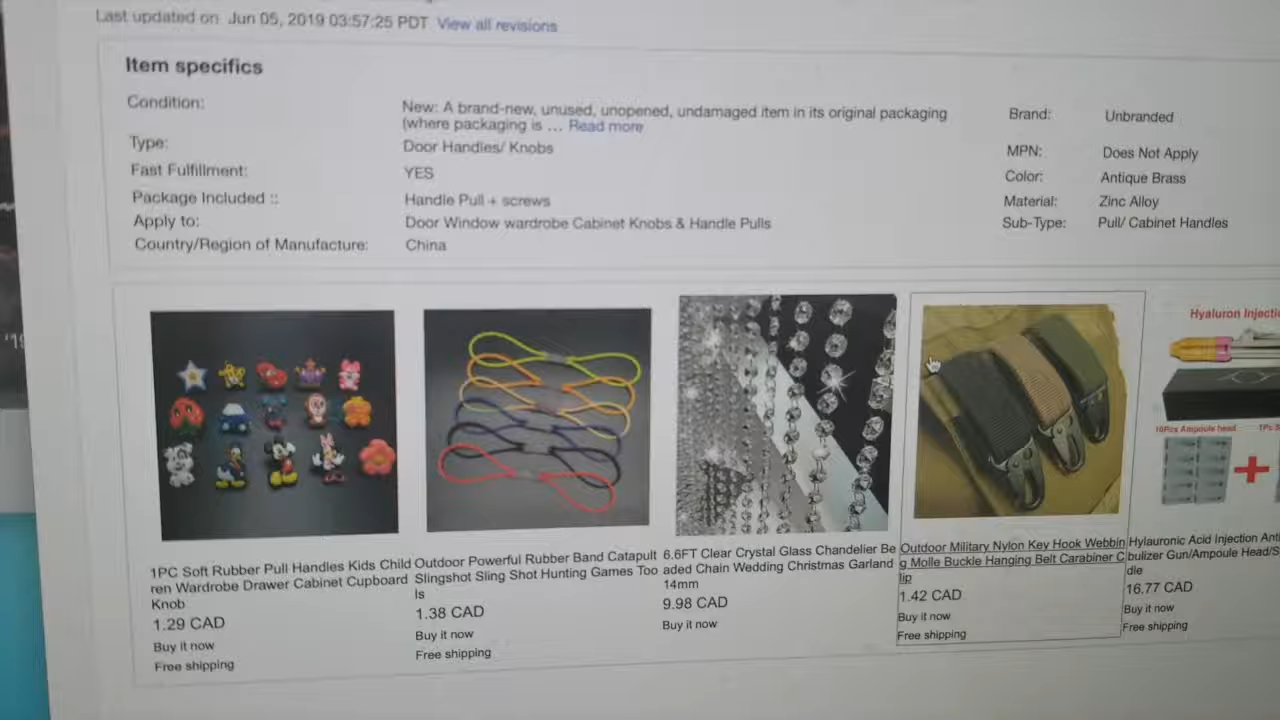 Last updated on Jun 05, 2019 03:57:25 PDT View all revisions
Item specifics
Condition: New: A brand-new, unused, unopened, undamaged item in its original packaging (where packaging is … Read more
Brand: Unbranded
Type: Door Handles/ Knobs
MPN: Does Not Apply
Fast Fulfillment: YES
Color: Antique Brass
Package Included :: Handle Pull + screws
Material: Zinc Alloy
Apply to: Door Window wardrobe Cabinet Knobs & Handle Pulls
Sub-Type: Pull/ Cabinet Handles
Country/Region of Manufacture: China
'19
1PC Soft Rubber Pull Handles Kids Child
ren Wardrobe Drawer Cabinet Cupboard
Knob
1.29 CAD
Buy it now
Free shipping
Outdoor Powerful Rubber Band Catapult
Slingshot Sling Shot Hunting Games Too
ls
1.38 CAD
Buy it now
Free shipping
6.6FT Clear Crystal Glass Chandelier Be
aded Chain Wedding Christmas Garland
14mm
9.98 CAD
Buy it now
Outdoor Military Nylon Key Hook Webbin
g Molle Buckle Hanging Belt Carabiner C
lip
1.42 CAD
Buy it now
Free shipping
Hyaluron Injecti
16Pcs Ampoule head 1Pc S
Hylauronic Acid Injection Anti
bulizer Gun/Ampoule Head/S
dle
16.77 CAD
Buy it now
Free shipping